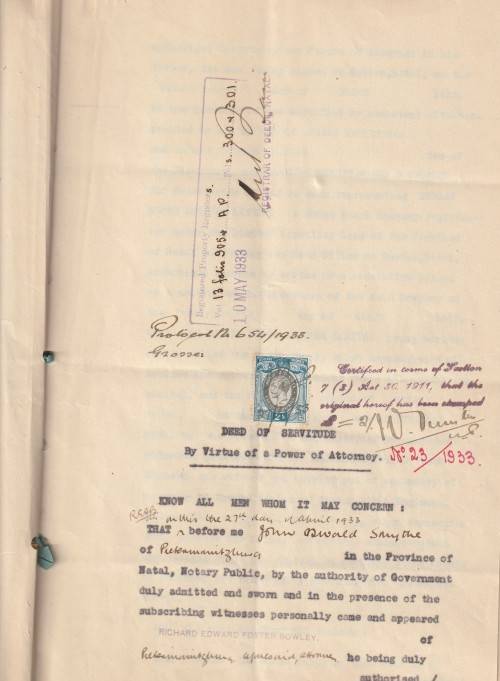 Registered Property Registers.
Vol. 13 folio 905 & A.P. Fols. 300 & 301.
10 MAY 1933
REGISTRAR OF DEEDS, NATAL
Protocol No 654/1933.
Grosse
Certified in terms of Section
7 (3) Act 30, 1911, that the
original hereof has been stamped
DEED OF SERVITUDE
By Virtue of a Power of Attorney.
No. 23/1933.
KNOW ALL MEN WHOM IT MAY CONCERN :
on this the 27th day of April 1933
THAT before me John Oswald Smythe
of Pietermaritzburg in the Province of
Natal, Notary Public, by the authority of Government
duly admitted and sworn and in the presence of the
subscribing witnesses personally came and appeared
RICHARD EDWARD FOSTER BOWLEY.
of
Pietermaritzburg aforesaid, attorney he being duly
authorised /